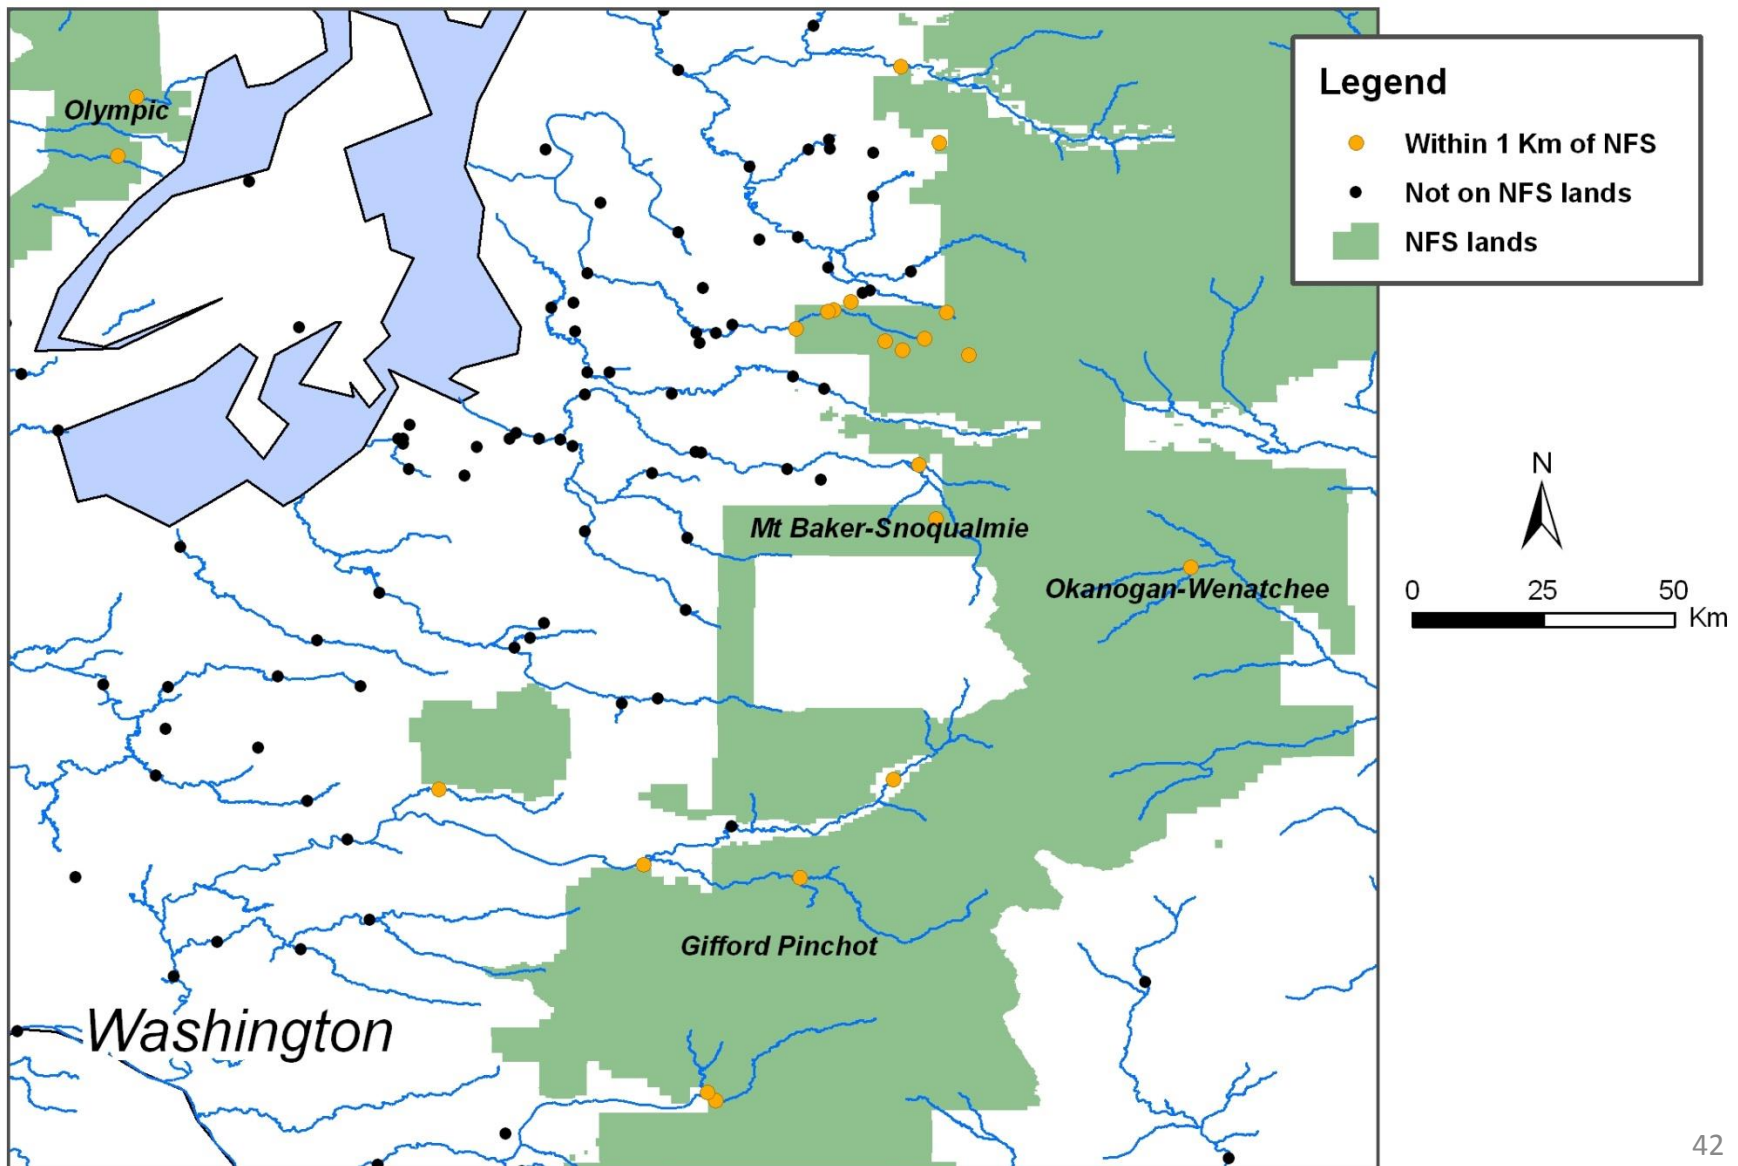 Legend
Within 1 Km of NFS
Not on NFS lands
NFS lands
Olympic
N
0 25 50
Km
Mt Baker-Snoqualmie
Okanogan-Wenatchee
Gifford Pinchot
Washington
42